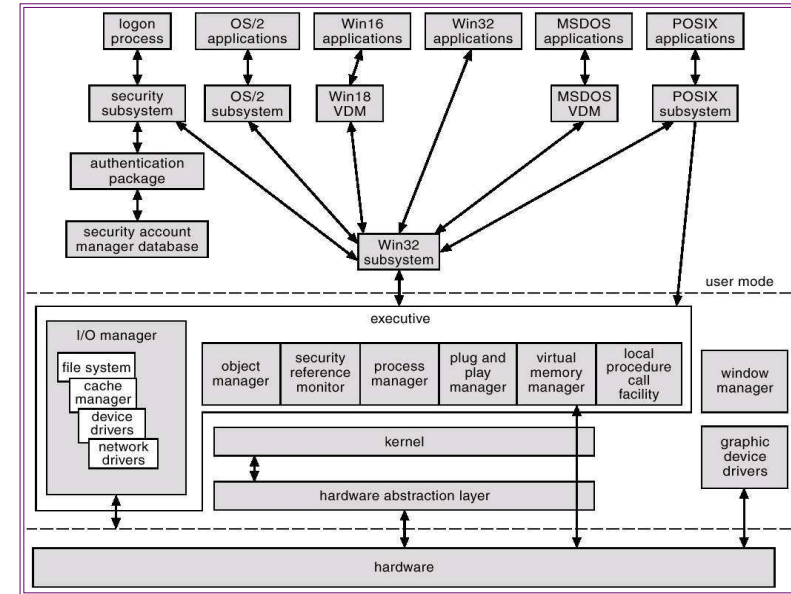 logon
process
OS/2
applications
Win16
applications
Win32
applications
MSDOS
applications
POSIX
applications
security
subsystem
OS/2
subsystem
Win18
VDM
MSDOS
VDM
POSIX
subsystem
authentication
package
security account
manager database
Win32
subsystem
user mode
executive
I/O manager
file system
cache
manager
device
drivers
network
drivers
object
manager
security
reference
monitor
process
manager
plug and
play
manager
virtual
memory
manager
local
procedure
call
facility
window
manager
kernel
graphic
device
drivers
hardware abstraction layer
hardware